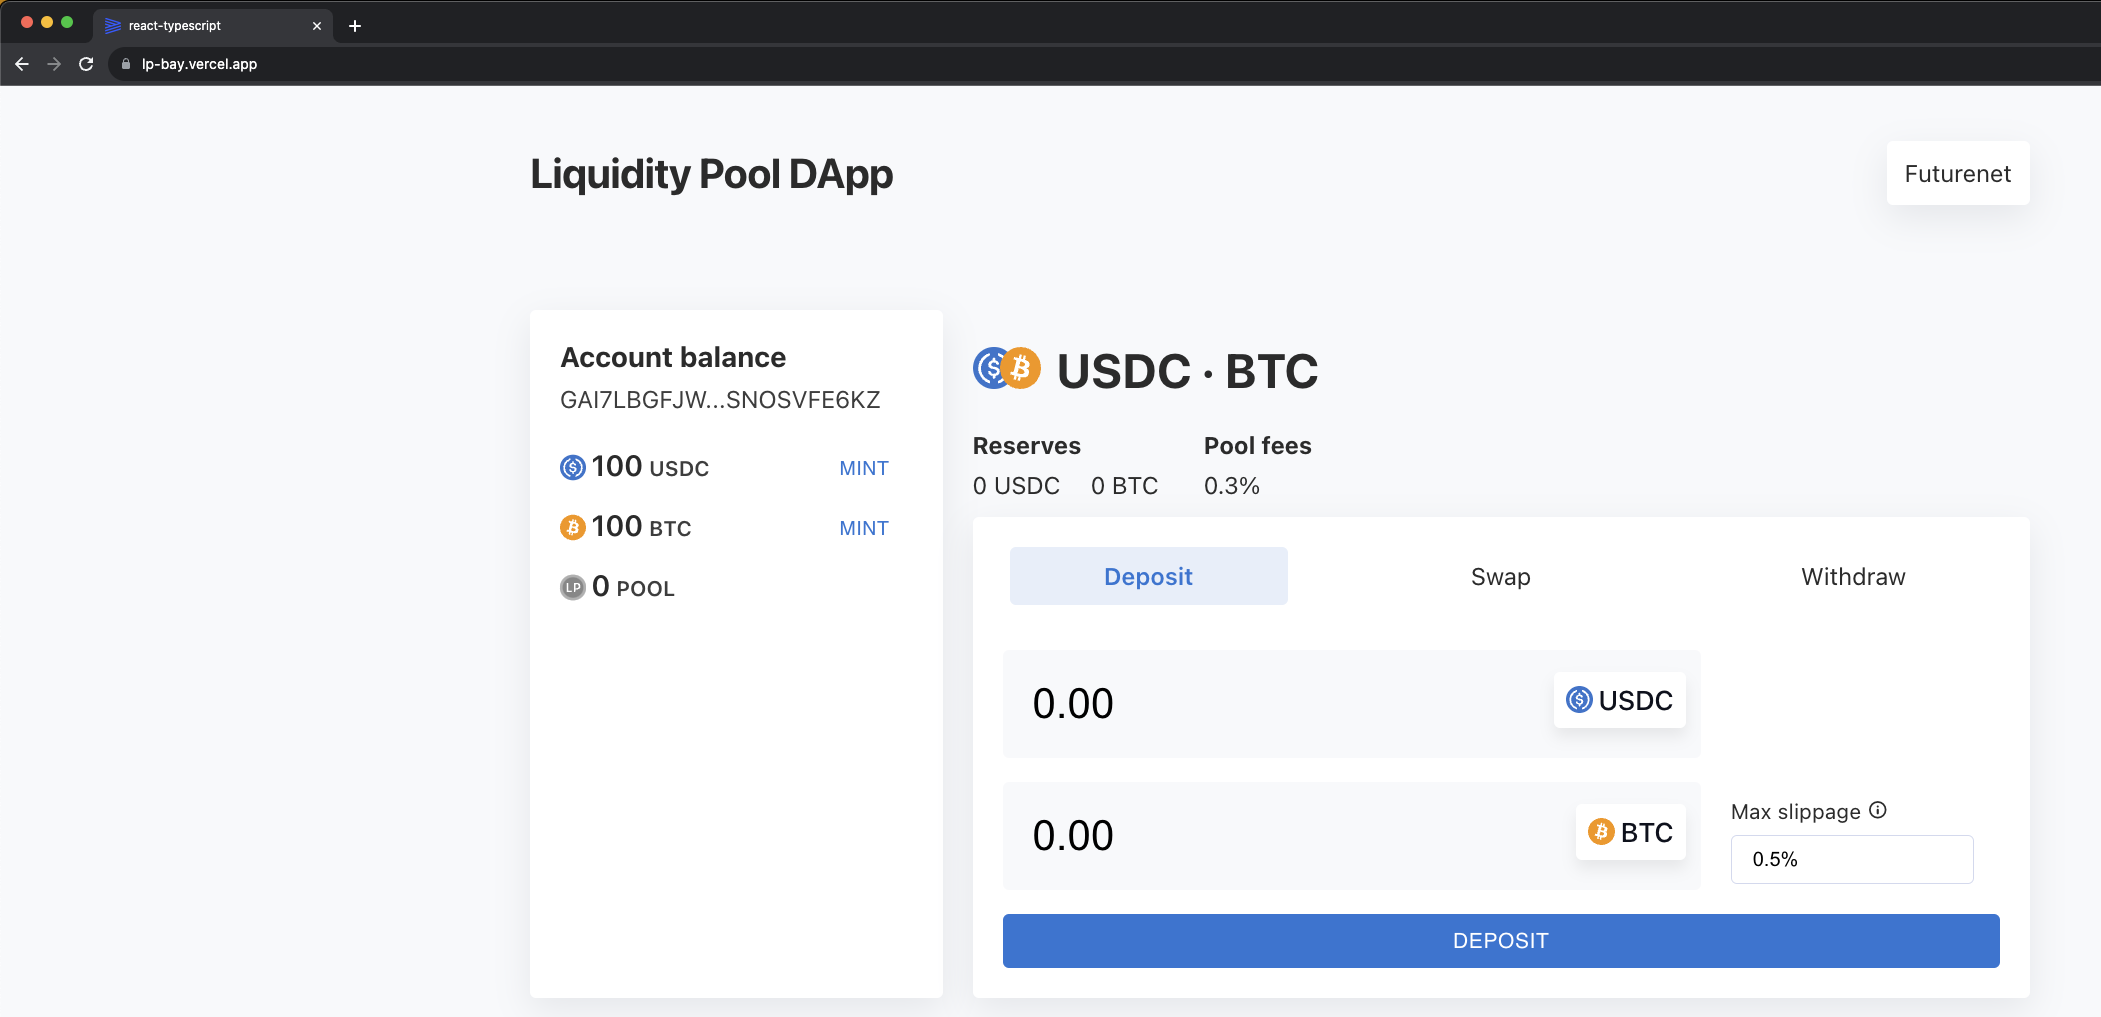 react-typescript
lp-bay.vercel.app
Liquidity Pool DApp
Futurenet
Account balance
GAI7LBGFJW...SNOSVFE6KZ
100 USDC MINT
100 BTC MINT
LP 0 POOL
USDC · BTC
Reserves Pool fees
0 USDC 0 BTC 0.3%
Deposit Swap Withdraw
0.00 USDC
0.00 BTC
Max slippage
0.5%
DEPOSIT